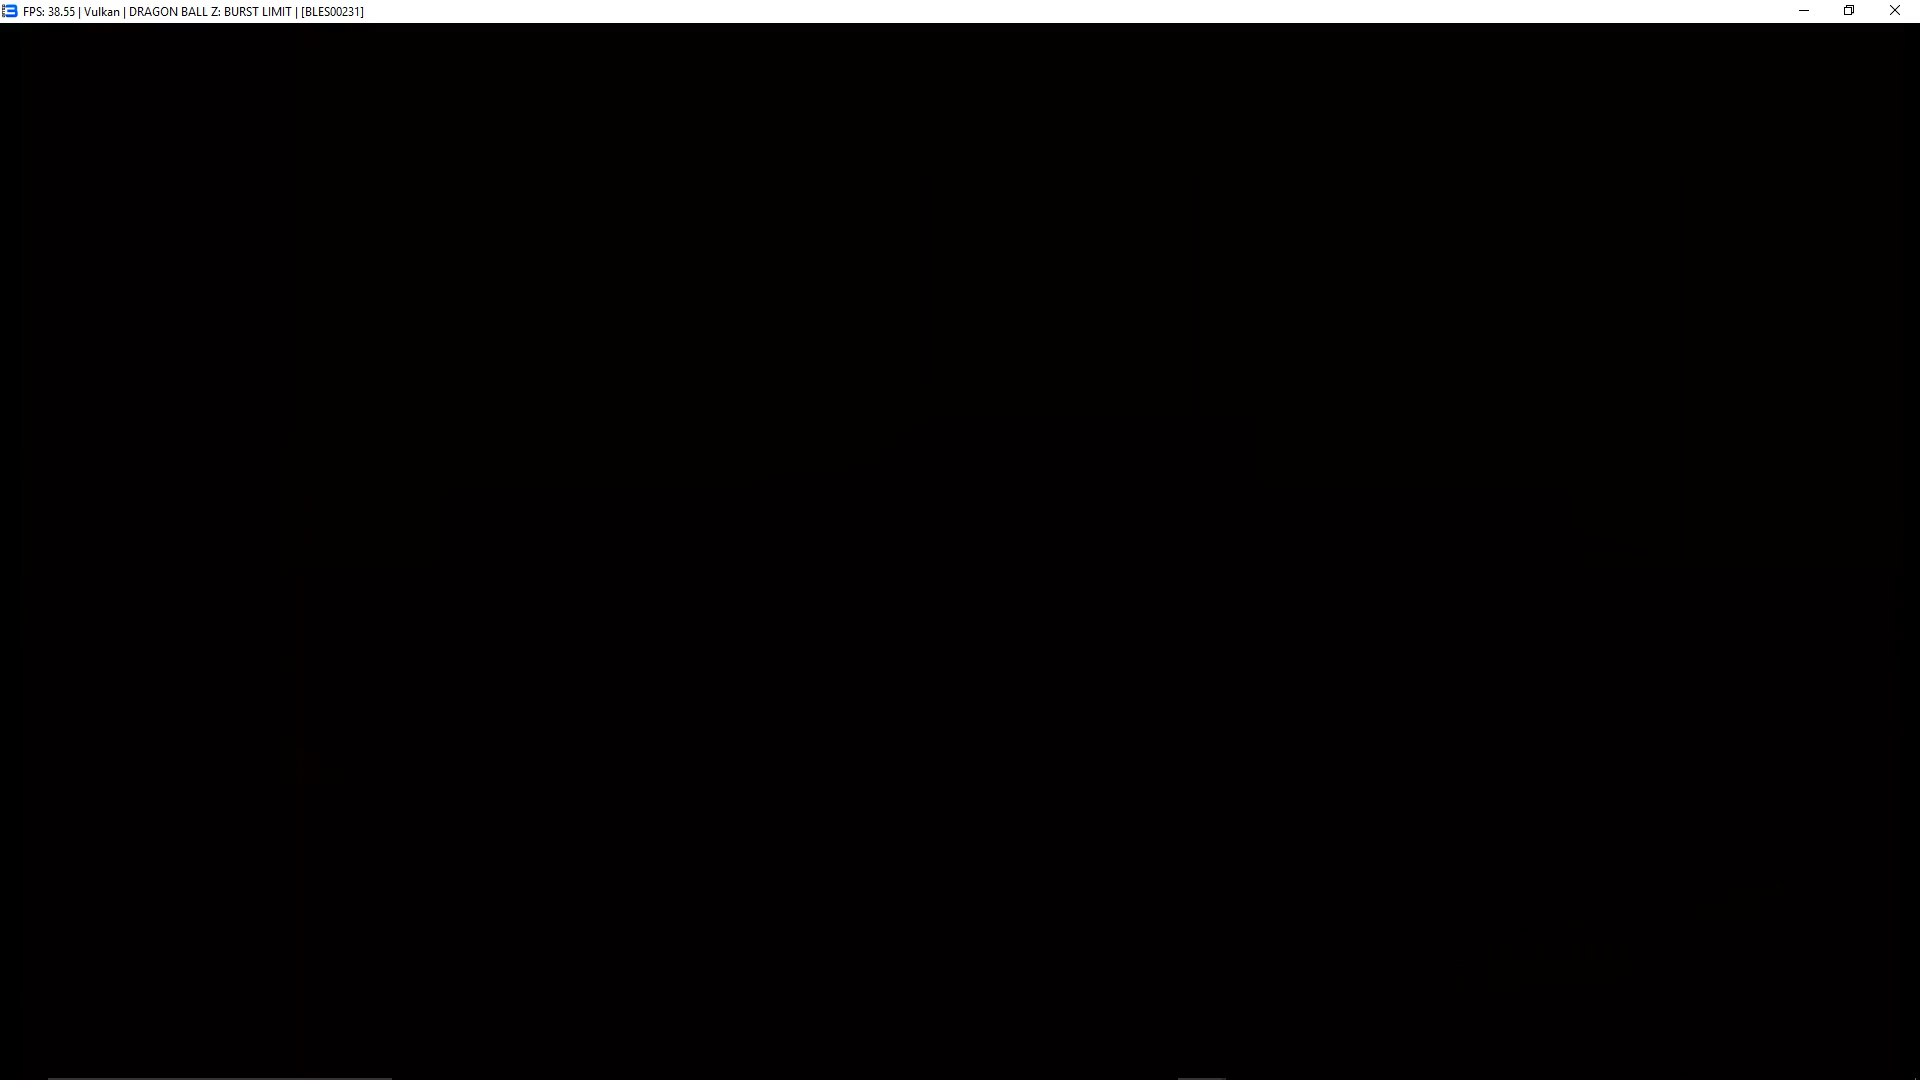 FPS: 38.55 | Vulkan | DRAGON BALL Z: BURST LIMIT | [BLES00231]